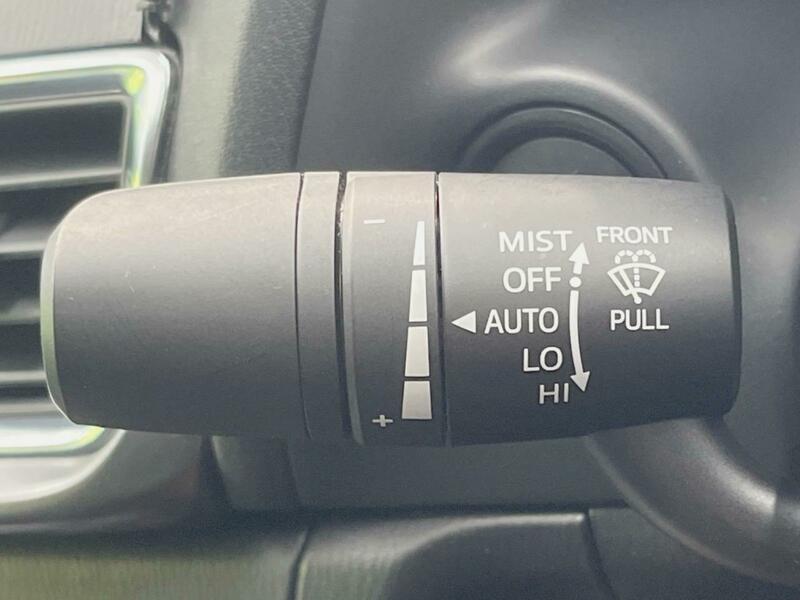 MIST
FRONT
OFF
AUTO
PULL
LO
HI
−
+